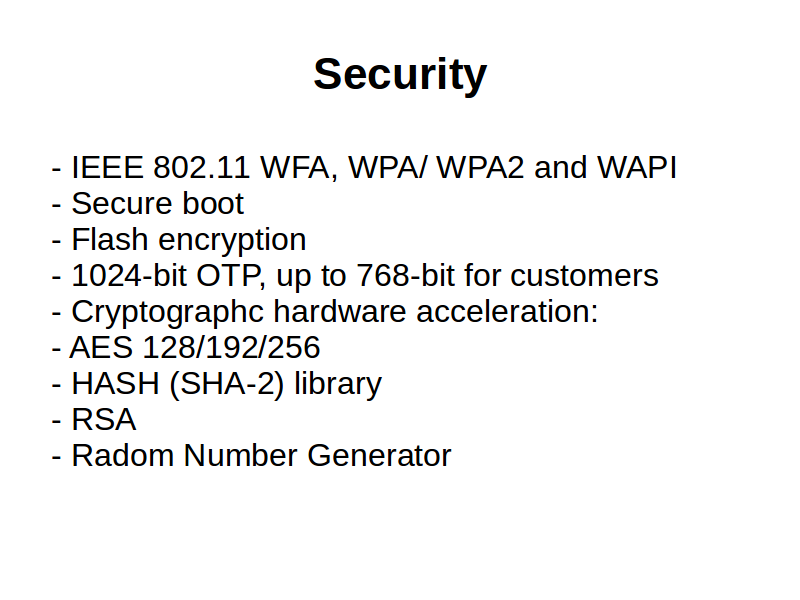 Security
- IEEE 802.11 WFA, WPA/ WPA2 and WAPI
- Secure boot
- Flash encryption
- 1024-bit OTP, up to 768-bit for customers
- Cryptographc hardware acceleration:
- AES 128/192/256
- HASH (SHA-2) library
- RSA
- Radom Number Generator